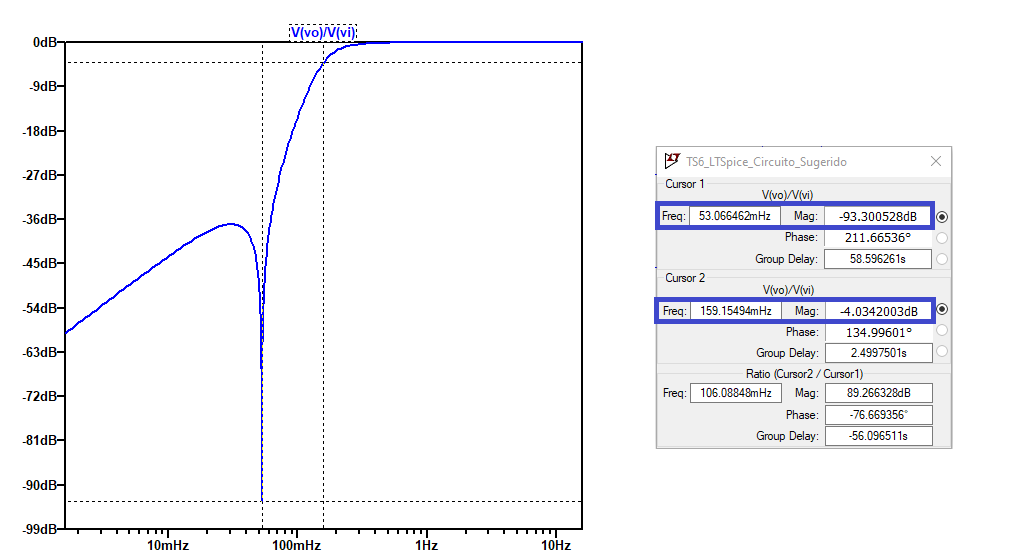 V(vo)/V(vi)
0dB
-9dB
-18dB
-27dB
-36dB
-45dB
-54dB
-63dB
-72dB
-81dB
-90dB
-99dB
10mHz 100mHz 1Hz 10Hz
TS6_LTSpice_Circuito_Sugerido
Cursor 1
V(vo)/V(vi)
Freq: 53.066462mHz Mag: -93.300528dB
Phase: 211.66536°
Group Delay: 58.596261s
Cursor 2
V(vo)/V(vi)
Freq: 159.15494mHz Mag: -4.0342003dB
Phase: 134.99601°
Group Delay: 2.4997501s
Ratio (Cursor2 / Cursor1)
Freq: 106.08848mHz Mag: 89.266328dB
Phase: -76.669356°
Group Delay: -56.096511s